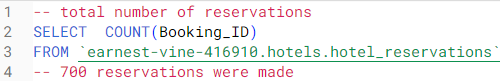 1 -- total number of reservations
2 SELECT  COUNT(Booking_ID)
3 FROM `earnest-vine-416910.hotels.hotel_reservations`
4 -- 700 reservations were made